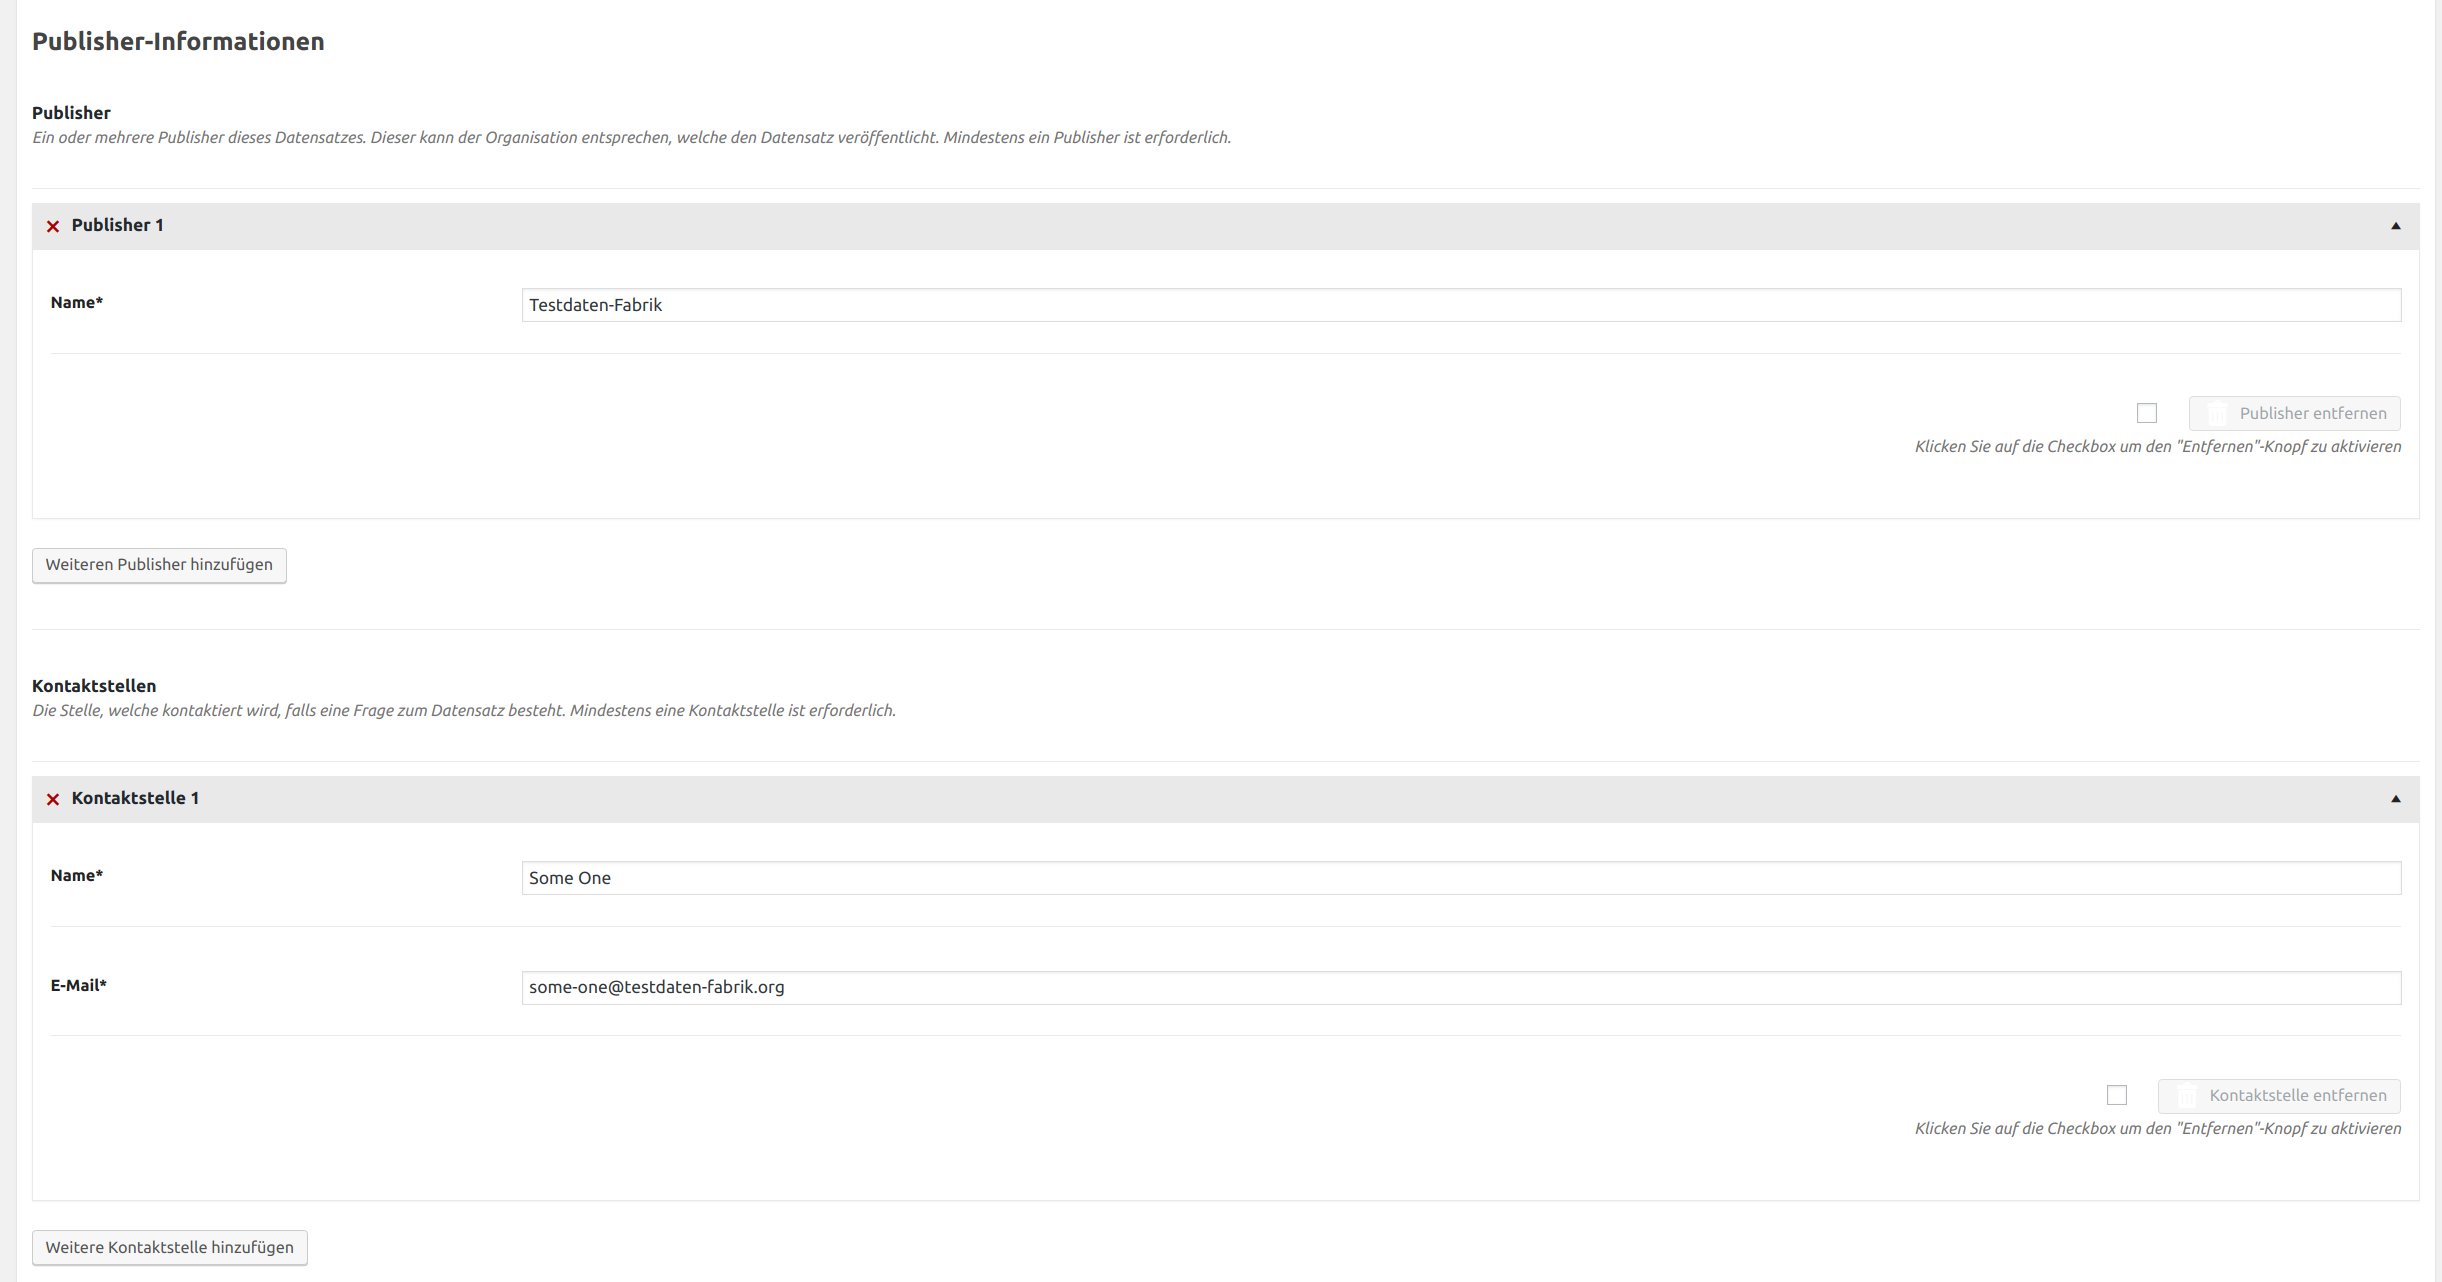 Publisher-Informationen
Publisher
Ein oder mehrere Publisher dieses Datensatzes. Dieser kann der Organisation entsprechen, welche den Datensatz veröffentlicht. Mindestens ein Publisher ist erforderlich.
Publisher 1
Name*
Testdaten-Fabrik
Publisher entfernen
Klicken Sie auf die Checkbox um den "Entfernen"-Knopf zu aktivieren
Weiteren Publisher hinzufügen
Kontaktstellen
Die Stelle, welche kontaktiert wird, falls eine Frage zum Datensatz besteht. Mindestens eine Kontaktstelle ist erforderlich.
Kontaktstelle 1
Name*
Some One
E-Mail*
some-one@testdaten-fabrik.org
Kontaktstelle entfernen
Klicken Sie auf die Checkbox um den "Entfernen"-Knopf zu aktivieren
Weitere Kontaktstelle hinzufügen